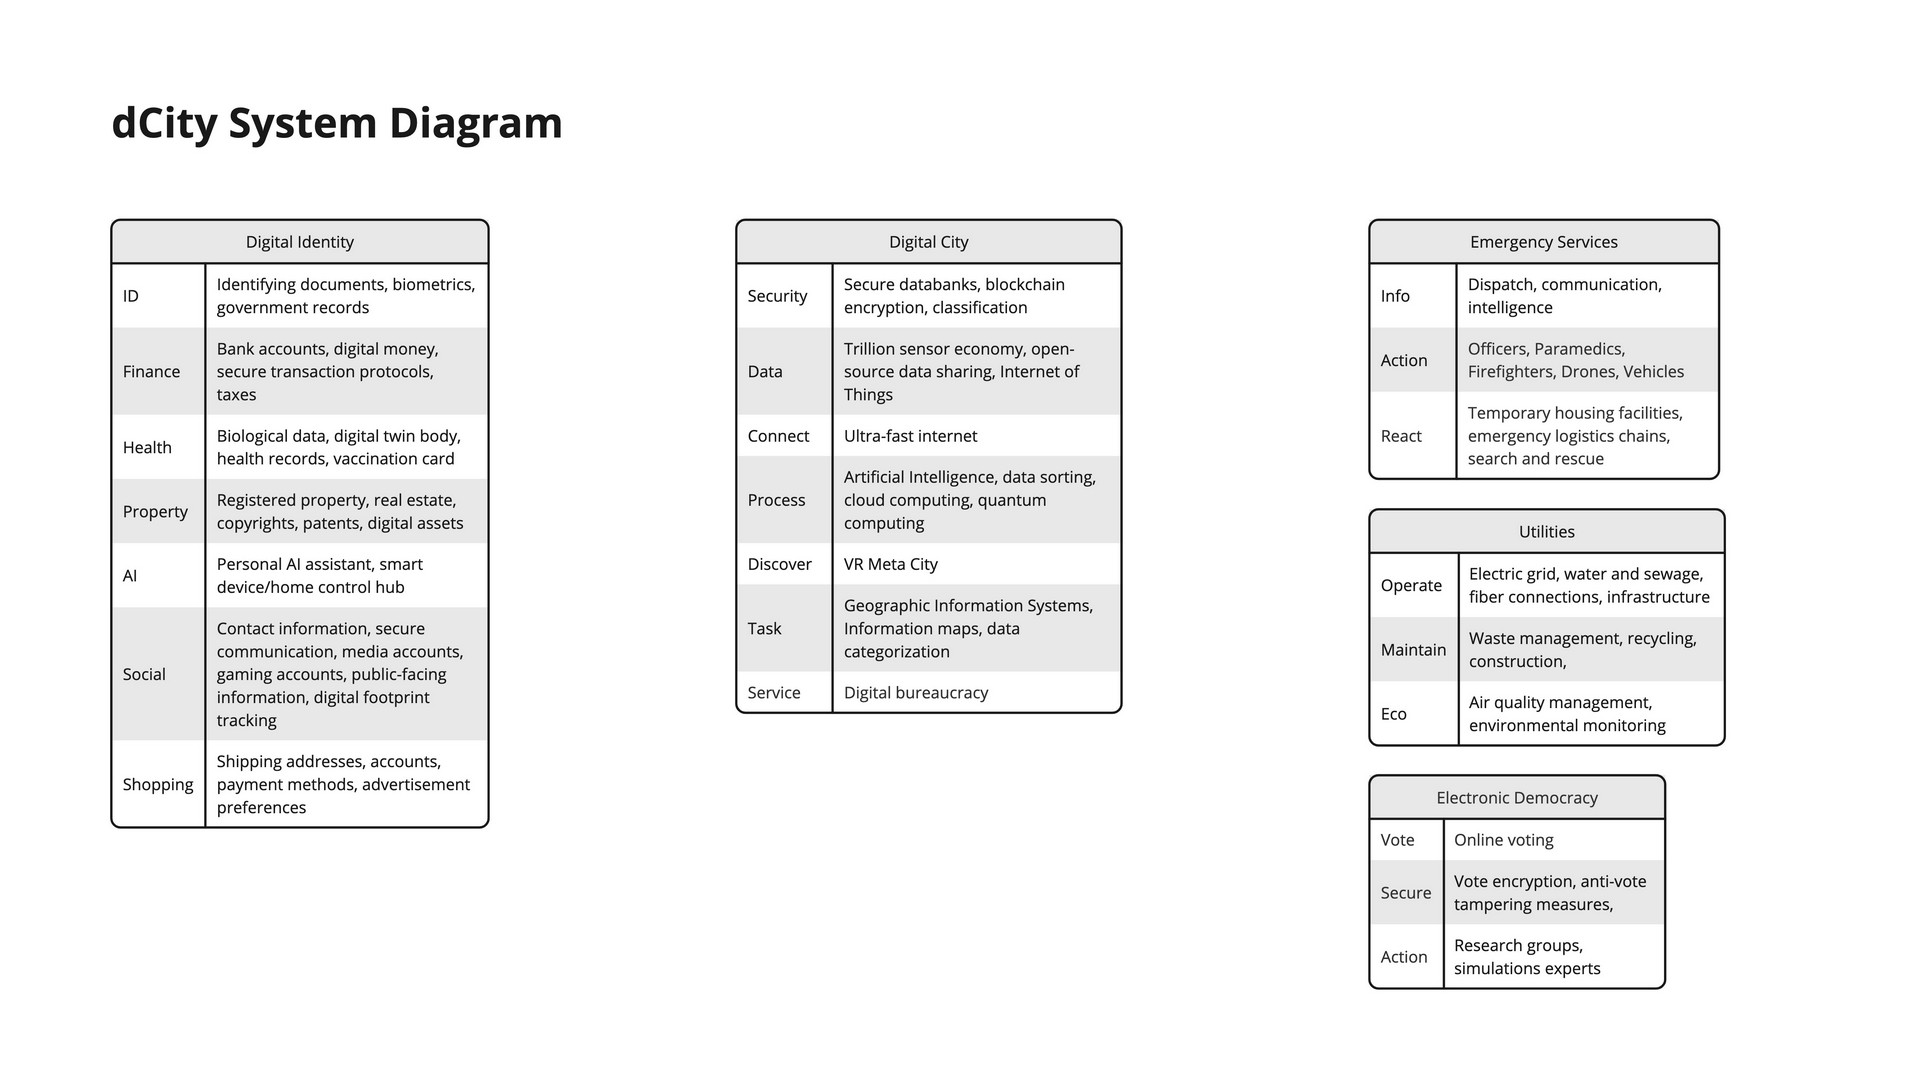 dCity System Diagram
Digital Identity
ID
Identifying documents, biometrics,
government records
Finance
Bank accounts, digital money,
secure transaction protocols,
taxes
Health
Biological data, digital twin body,
health records, vaccination card
Property
Registered property, real estate,
copyrights, patents, digital assets
AI
Personal AI assistant, smart
device/home control hub
Social
Contact information, secure
communication, media accounts,
gaming accounts, public-facing
information, digital footprint
tracking
Shopping
Shipping addresses, accounts,
payment methods, advertisement
preferences
Digital City
Security
Secure databanks, blockchain
encryption, classification
Data
Trillion sensor economy, open-
source data sharing, Internet of
Things
Connect
Ultra-fast internet
Process
Artificial Intelligence, data sorting,
cloud computing, quantum
computing
Discover
VR Meta City
Task
Geographic Information Systems,
Information maps, data
categorization
Service
Digital bureaucracy
Emergency Services
Info
Dispatch, communication,
intelligence
Action
Officers, Paramedics,
Firefighters, Drones, Vehicles
React
Temporary housing facilities,
emergency logistics chains,
search and rescue
Utilities
Operate
Electric grid, water and sewage,
fiber connections, infrastructure
Maintain
Waste management, recycling,
construction,
Eco
Air quality management,
environmental monitoring
Electronic Democracy
Vote
Online voting
Secure
Vote encryption, anti-vote
tampering measures,
Action
Research groups,
simulations experts